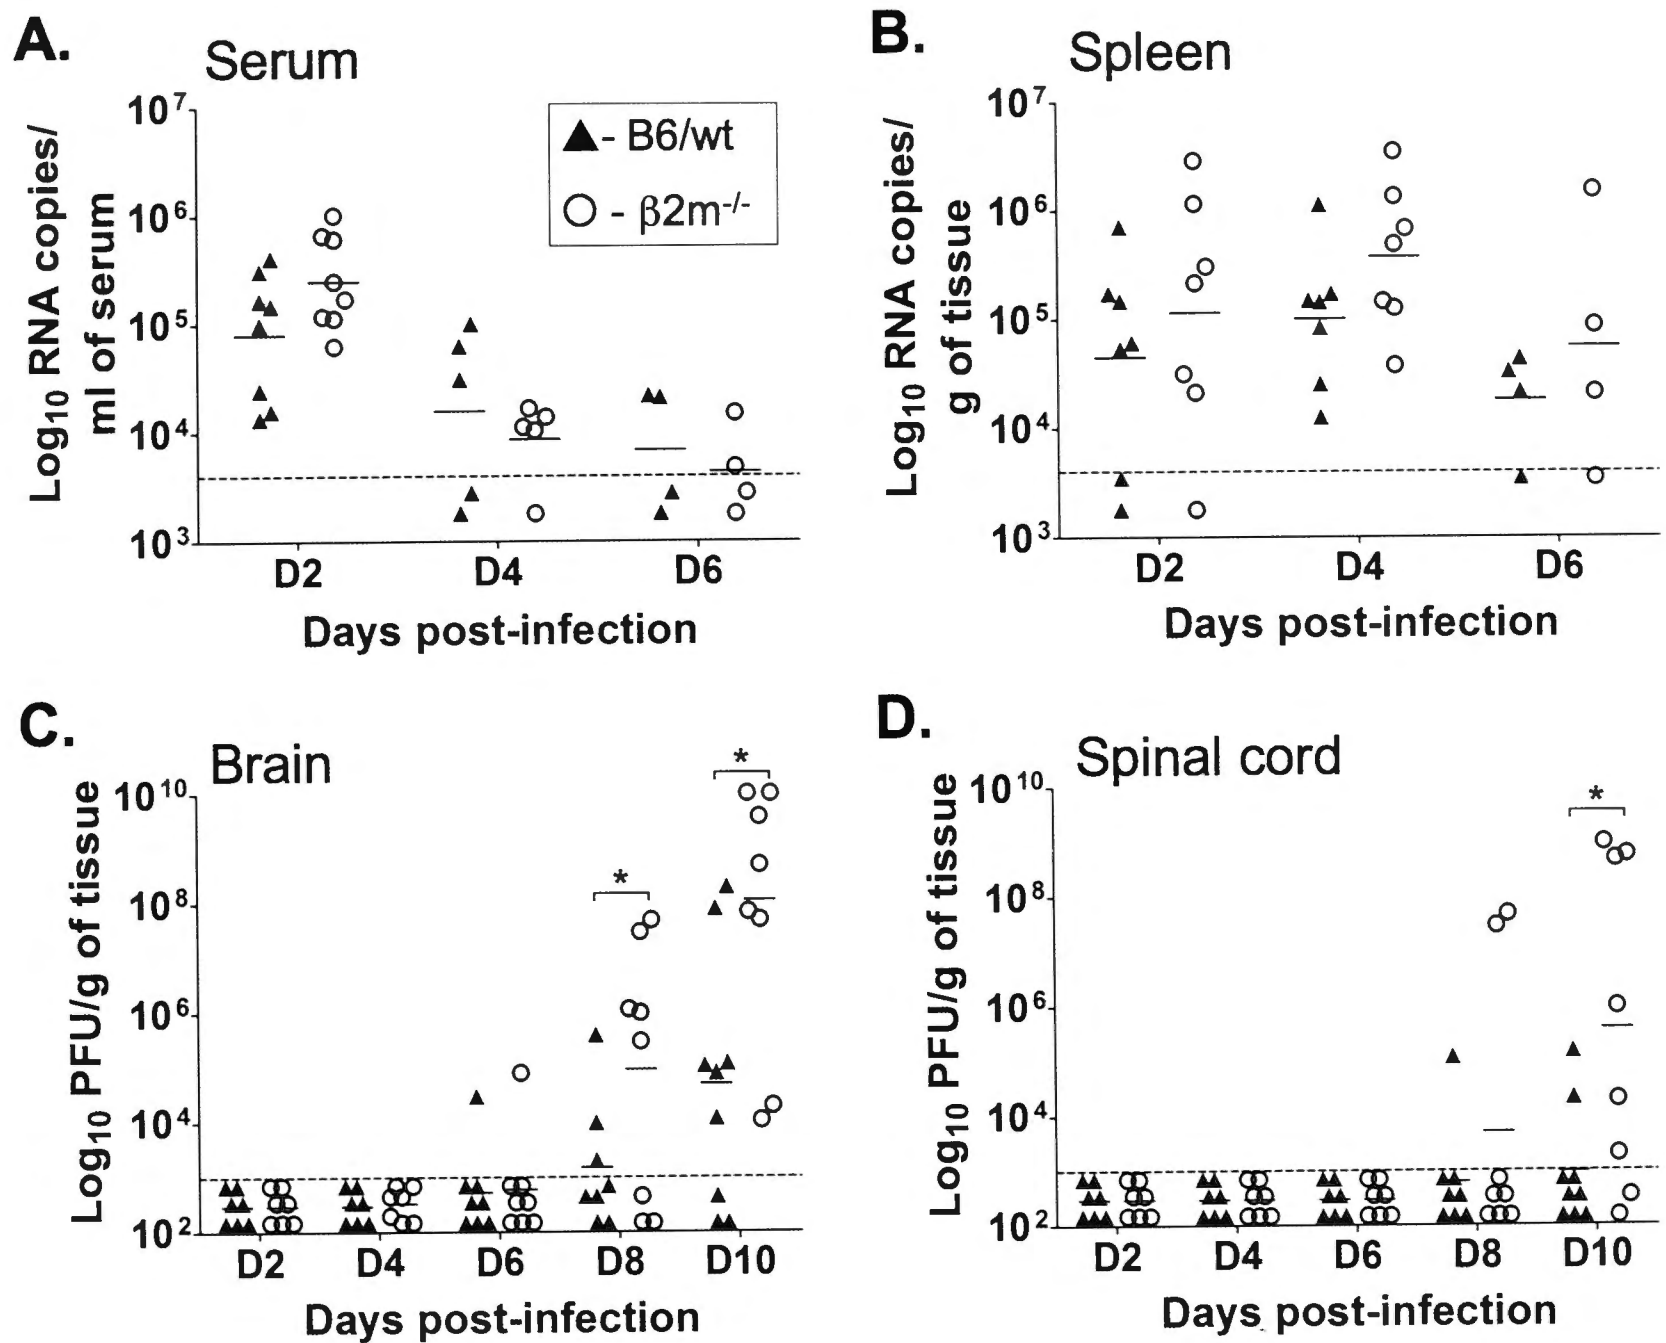 A.
Serum
Log₁₀ RNA copies/
ml of serum
10⁷
10⁶
10⁵
10⁴
10³
▲- B6/wt
○ - β2m⁻/⁻
D2 D4 D6
Days post-infection
B.
Spleen
Log₁₀ RNA copies/
g of tissue
10⁷
10⁶
10⁵
10⁴
10³
D2 D4 D6
Days post-infection
C.
Brain
Log₁₀ PFU/g of tissue
10¹⁰
10⁸
10⁶
10⁴
10²
*
*
D2 D4 D6 D8 D10
Days post-infection
D.
Spinal cord
Log₁₀ PFU/g of tissue
10¹⁰
10⁸
10⁶
10⁴
10²
*
D2 D4 D6 D8 D10
Days post-infection